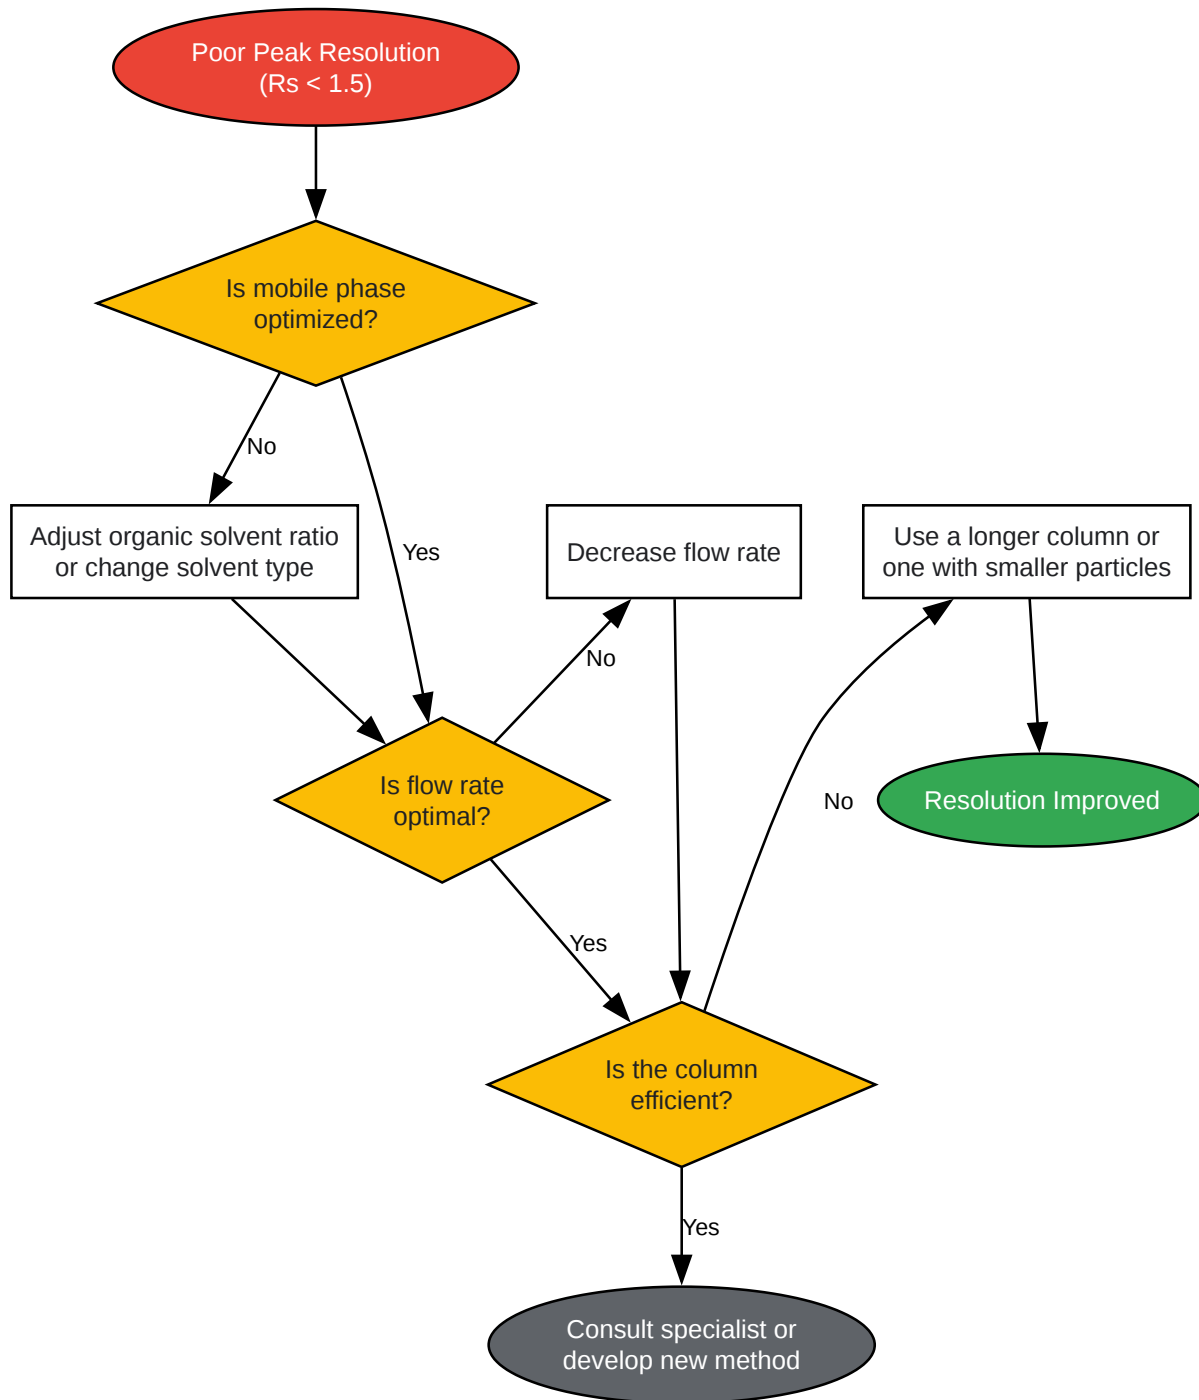 Poor Peak Resolution
(Rs < 1.5)
Is mobile phase
optimized?
No
Yes
Adjust organic solvent ratio
or change solvent type
Decrease flow rate
Use a longer column or
one with smaller particles
No
Is flow rate
optimal?
No
Resolution Improved
Yes
Is the column
efficient?
Yes
Consult specialist or
develop new method